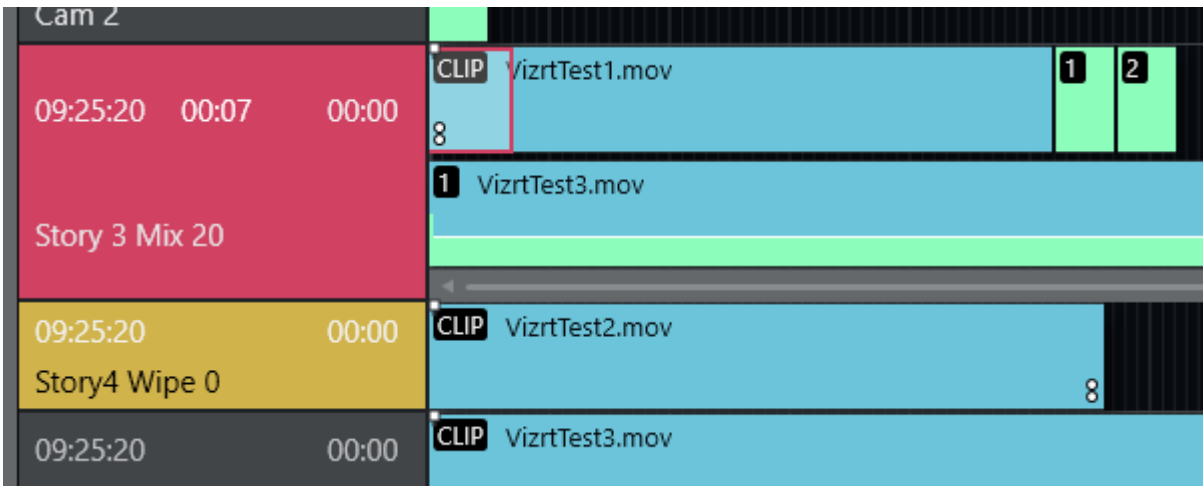 Cam 2
CLIP VizrtTest1.mov 1 2
09:25:20 00:07 00:00
8
1 VizrtTest3.mov
Story 3 Mix 20
CLIP VizrtTest2.mov
09:25:20 00:00
Story4 Wipe 0
8
CLIP VizrtTest3.mov
09:25:20 00:00